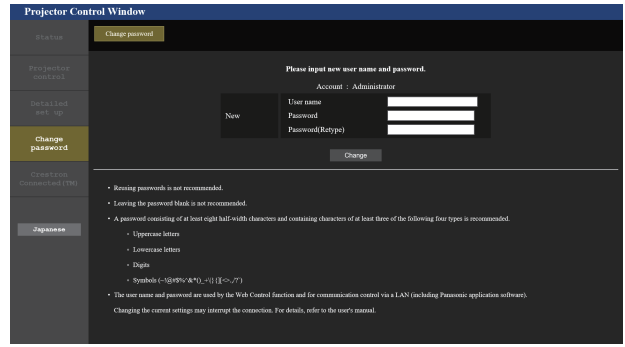 Projector Control Window
Status
Change password
Projector
control
Detailed
set up
Change
password
Crestron
Connected(TM)
Japanese
Please input new user name and password.
Account : Administrator
New
User name
Password
Password(Retype)
Change
• Reusing passwords is not recommended.
• Leaving the password blank is not recommended.
• A password consisting of at least eight half-width characters and containing characters of at least three of the following four types is recommended.
◦ Uppercase letters
◦ Lowercase letters
◦ Digits
◦ Symbols (~!@#$%^&*()_+\{}:[]<>.,/?`)
• The user name and password are used by the Web Control function and for communication control via a LAN (including Panasonic application software).
Changing the current settings may interrupt the connection. For details, refer to the user's manual.